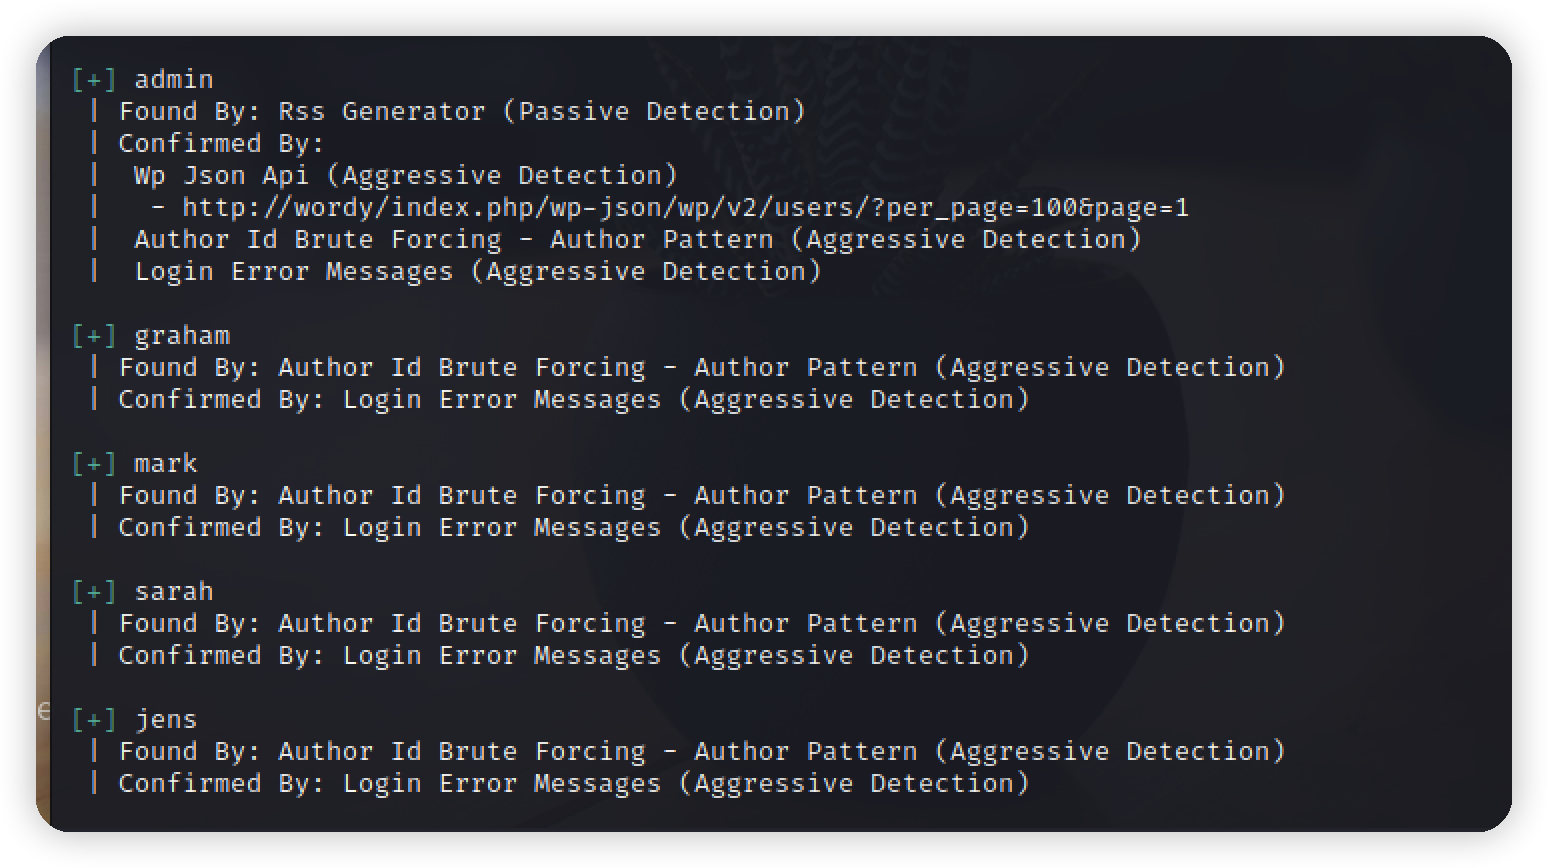 [+] admin
 | Found By: Rss Generator (Passive Detection)
 | Confirmed By:
 |  Wp Json Api (Aggressive Detection)
 |   - http://wordy/index.php/wp-json/wp/v2/users/?per_page=100&page=1
 |  Author Id Brute Forcing - Author Pattern (Aggressive Detection)
 |  Login Error Messages (Aggressive Detection)

[+] graham
 | Found By: Author Id Brute Forcing - Author Pattern (Aggressive Detection)
 | Confirmed By: Login Error Messages (Aggressive Detection)

[+] mark
 | Found By: Author Id Brute Forcing - Author Pattern (Aggressive Detection)
 | Confirmed By: Login Error Messages (Aggressive Detection)

[+] sarah
 | Found By: Author Id Brute Forcing - Author Pattern (Aggressive Detection)
 | Confirmed By: Login Error Messages (Aggressive Detection)

e
[+] jens
 | Found By: Author Id Brute Forcing - Author Pattern (Aggressive Detection)
 | Confirmed By: Login Error Messages (Aggressive Detection)